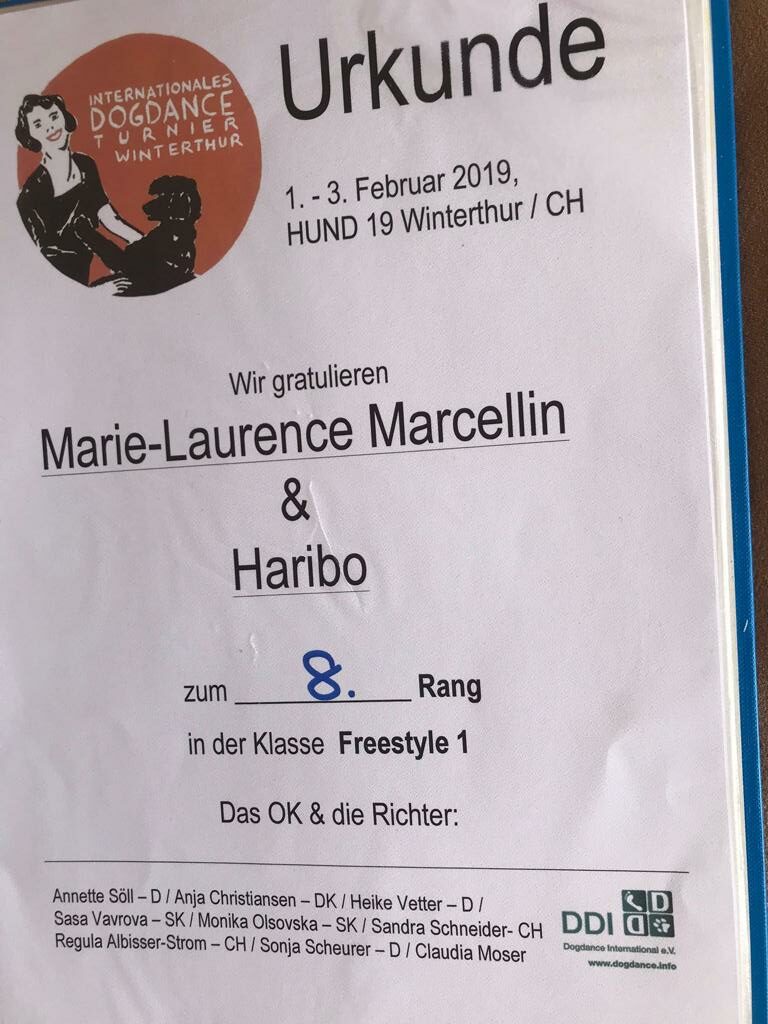 INTERNATIONALES
DOGDANCE
TURNIER
WINTERTHUR
Urkunde
1. - 3. Februar 2019,
HUND 19 Winterthur / CH
Wir gratulieren
Marie-Laurence Marcellin
&
Haribo
zum 8. Rang
in der Klasse Freestyle 1
Das OK & die Richter:
Annette Söll – D / Anja Christiansen – DK / Heike Vetter – D /
Sasa Vavrova – SK / Monika Olsovska – SK / Sandra Schneider- CH
Regula Albisser-Strom – CH / Sonja Scheurer – D / Claudia Moser
DDI
Dogdance International e.V.
www.dogdance.info